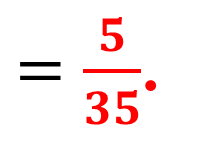 = 5/35.